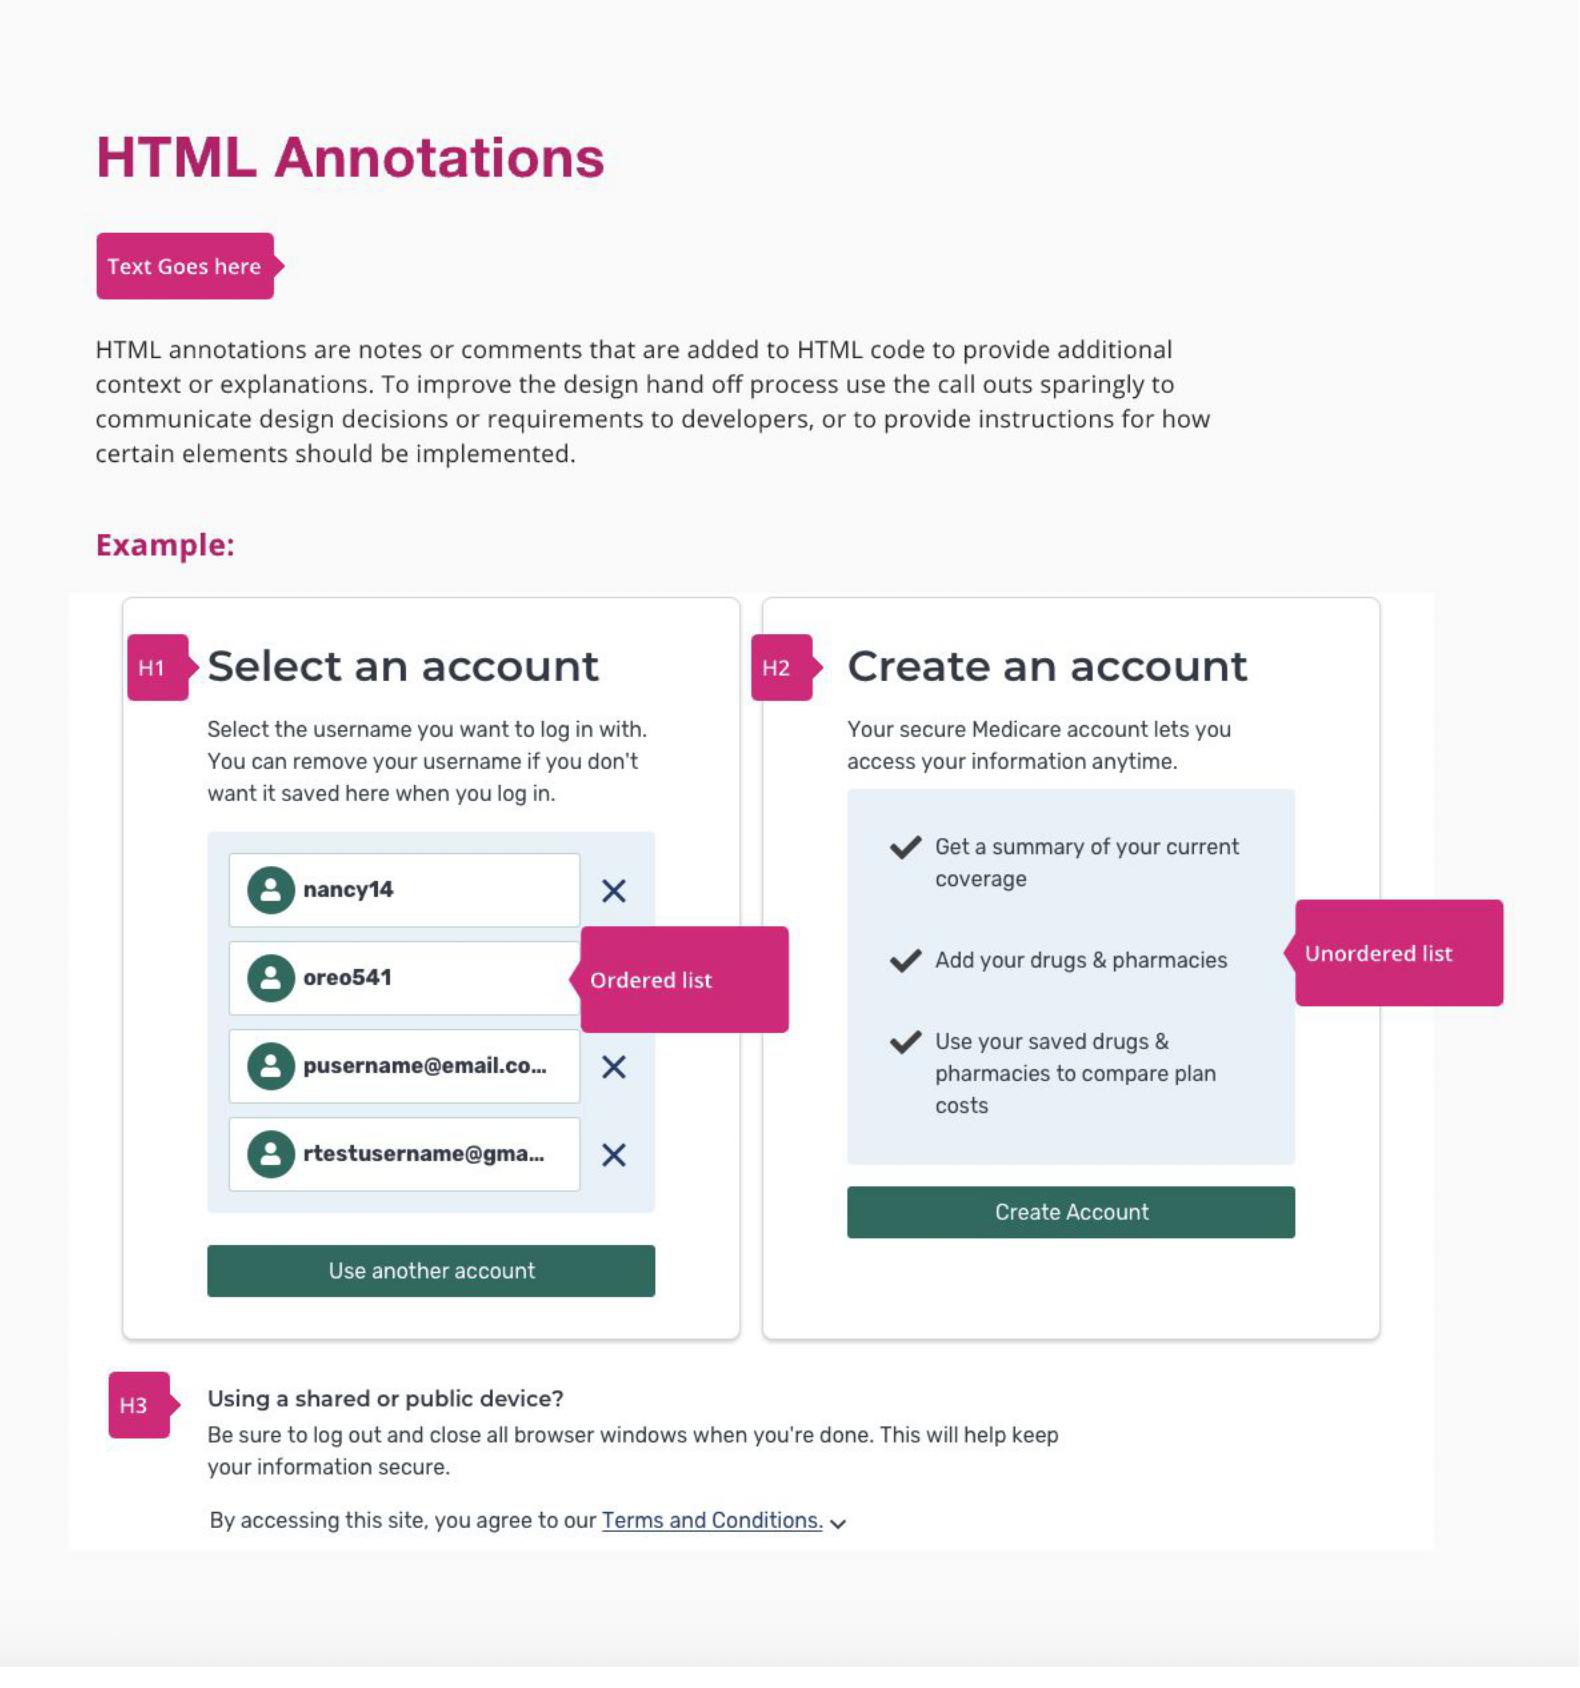 HTML Annotations
Text Goes here
HTML annotations are notes or comments that are added to HTML code to provide additional
context or explanations. To improve the design hand off process use the call outs sparingly to
communicate design decisions or requirements to developers, or to provide instructions for how
certain elements should be implemented.
Example:
H1
Select an account
Select the username you want to log in with.
You can remove your username if you don't
want it saved here when you log in.
nancy14
oreo541
Ordered list
pusername@email.co...
rtestusername@gma...
Use another account
H2
Create an account
Your secure Medicare account lets you
access your information anytime.
Get a summary of your current
coverage
Add your drugs & pharmacies
Unordered list
Use your saved drugs &
pharmacies to compare plan
costs
Create Account
H3
Using a shared or public device?
Be sure to log out and close all browser windows when you're done. This will help keep
your information secure.
By accessing this site, you agree to our Terms and Conditions.